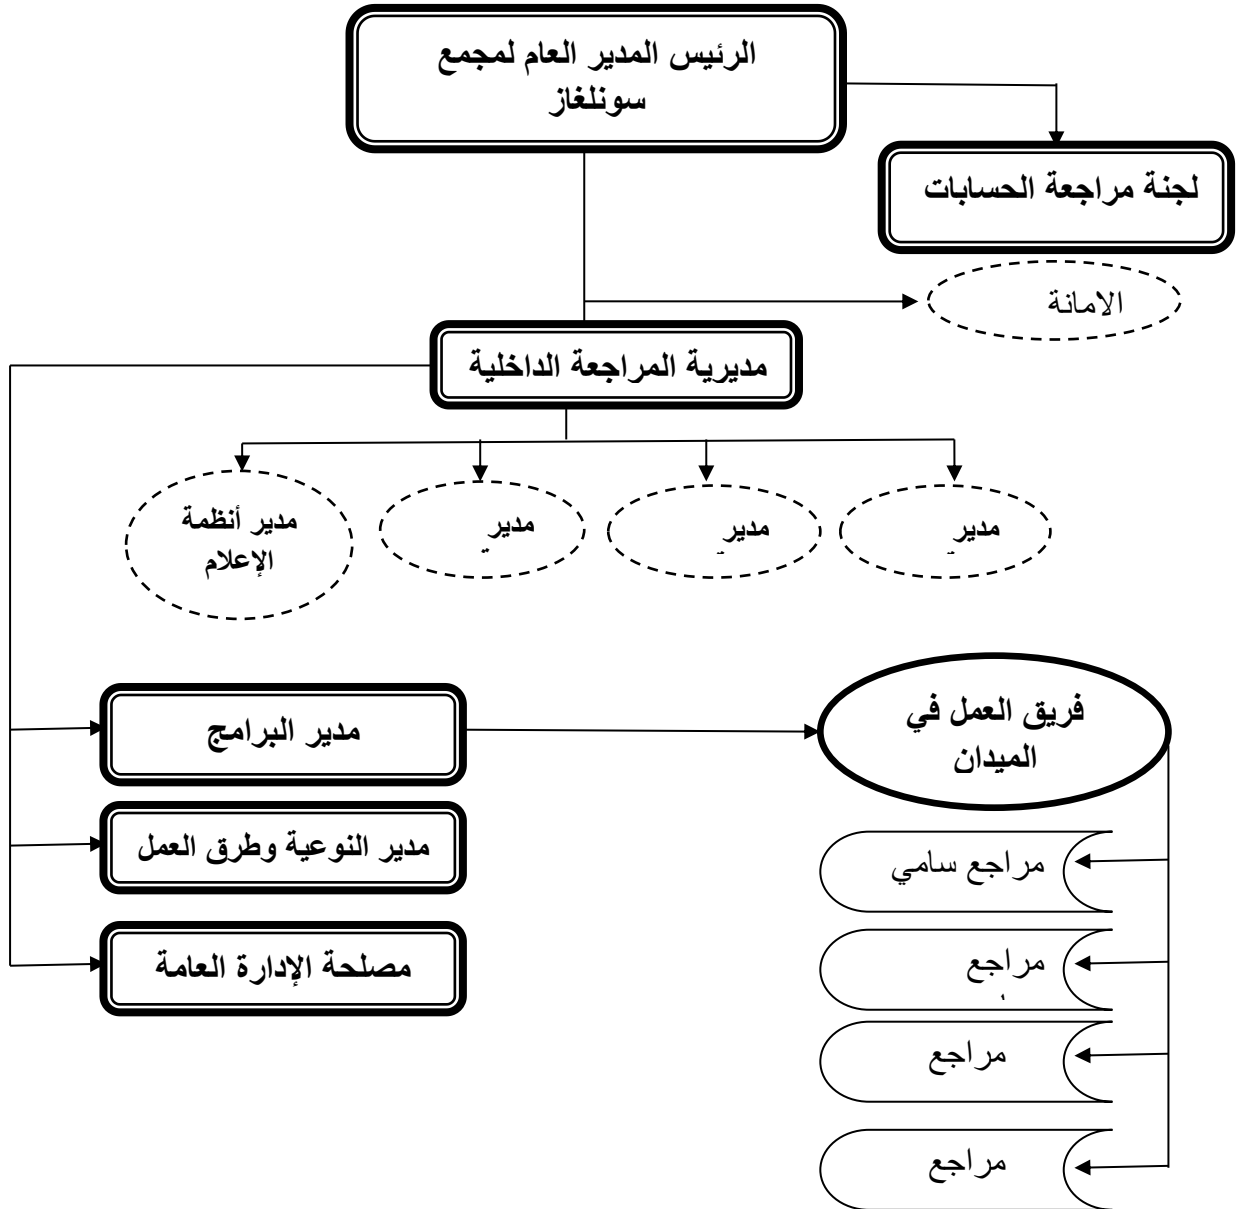 الرئيس المدير العام لمجمع
سونلغاز
لجنة مراجعة الحسابات
الامانة
مديرية المراجعة الداخلية
مدير
مدير
مدير
مدير أنظمة
الإعلام
فريق العمل في
الميدان
مدير البرامج
مدير النوعية وطرق العمل
مصلحة الإدارة العامة
مراجع سامي
مراجع
مراجع
مراجع